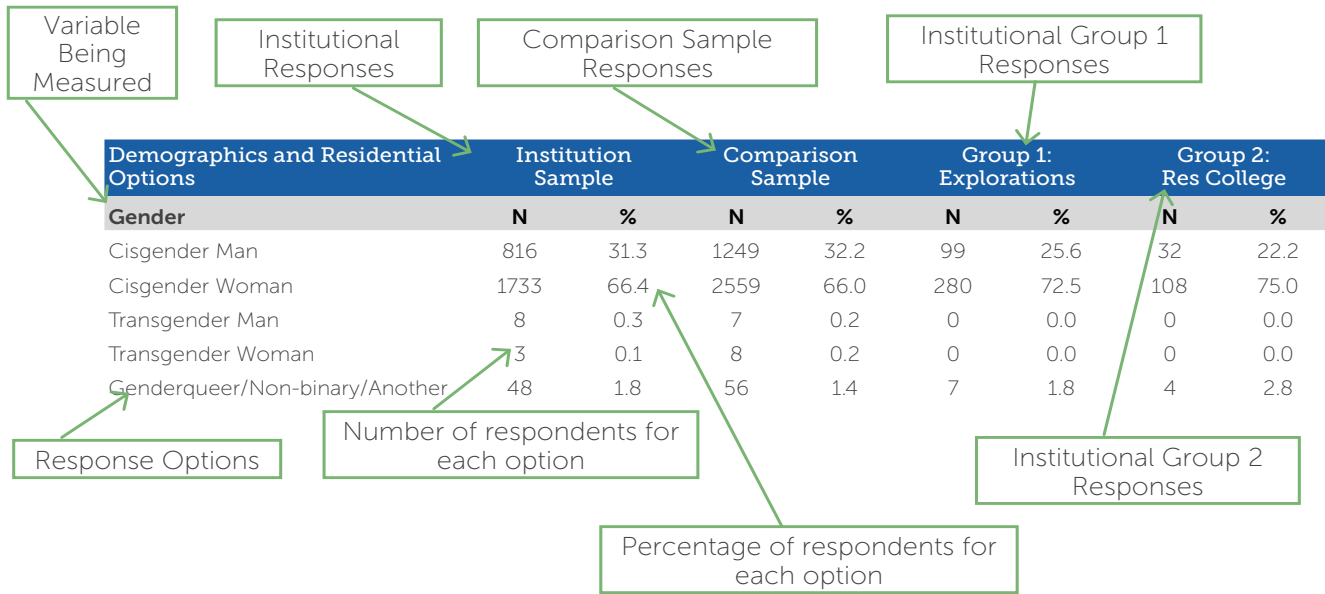 Variable
Being
Measured
Institutional
Responses
Comparison Sample
Responses
Institutional Group 1
Responses
Demographics and Residential
Options
Institution
Sample
Comparison
Sample
Group 1:
Explorations
Group 2:
Res College
Gender N % N % N % N %
Cisgender Man 816 31.3 1249 32.2 99 25.6 32 22.2
Cisgender Woman 1733 66.4 2559 66.0 280 72.5 108 75.0
Transgender Man 8 0.3 7 0.2 0 0.0 0 0.0
Transgender Woman 3 0.1 8 0.2 0 0.0 0 0.0
Genderqueer/Non-binary/Another 48 1.8 56 1.4 7 1.8 4 2.8
Response Options
Number of respondents for
each option
Institutional Group 2
Responses
Percentage of respondents for
each option